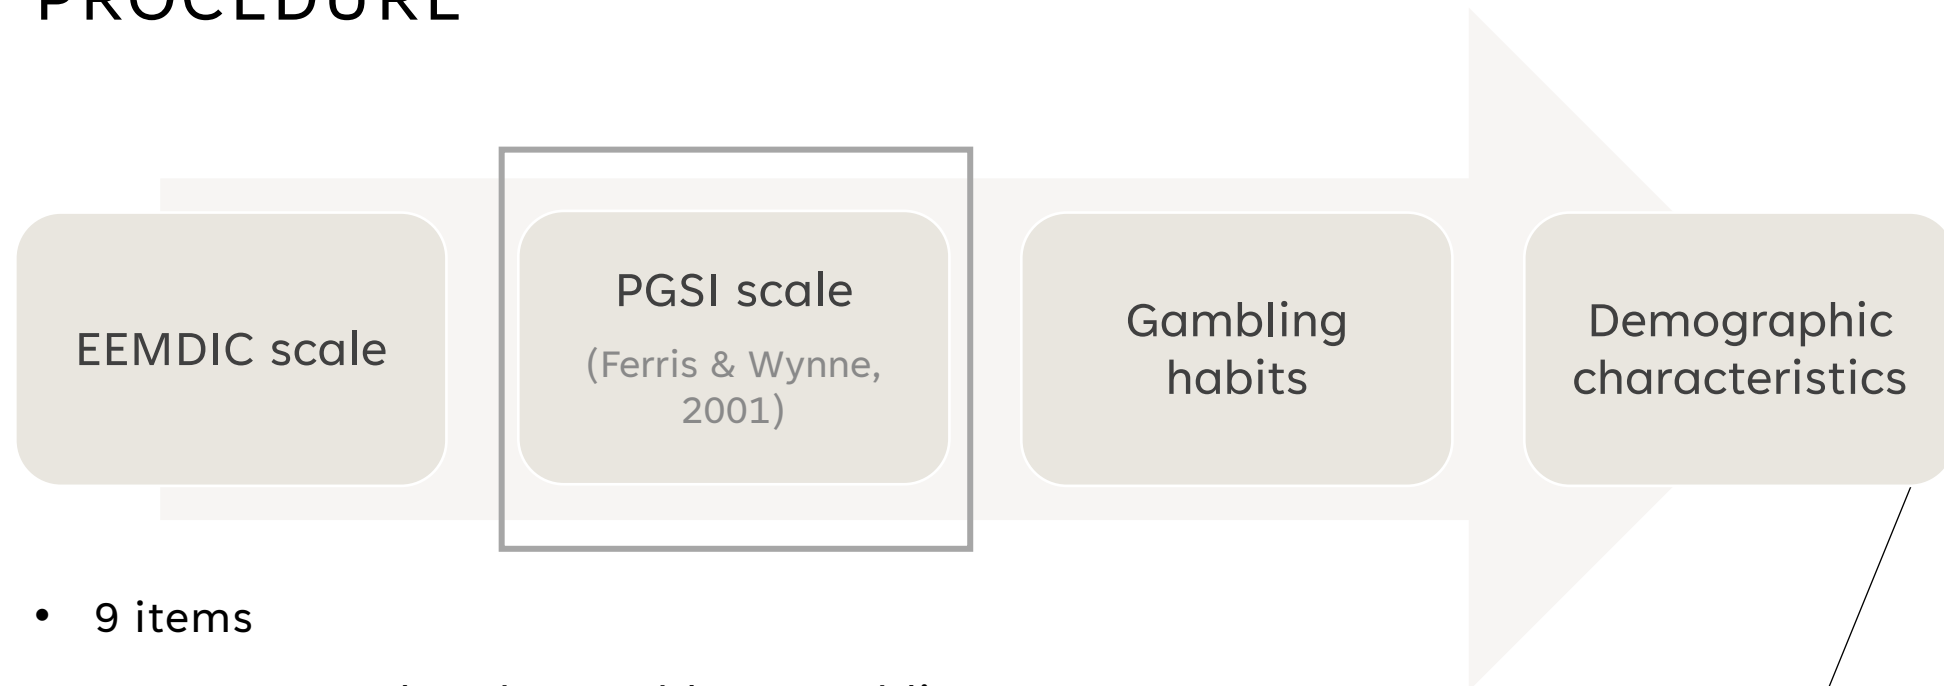 PROCEDURE
EEMDIC scale
PGSI scale
(Ferris & Wynne,
2001)
Gambling
habits
Demographic
characteristics
• 9 items